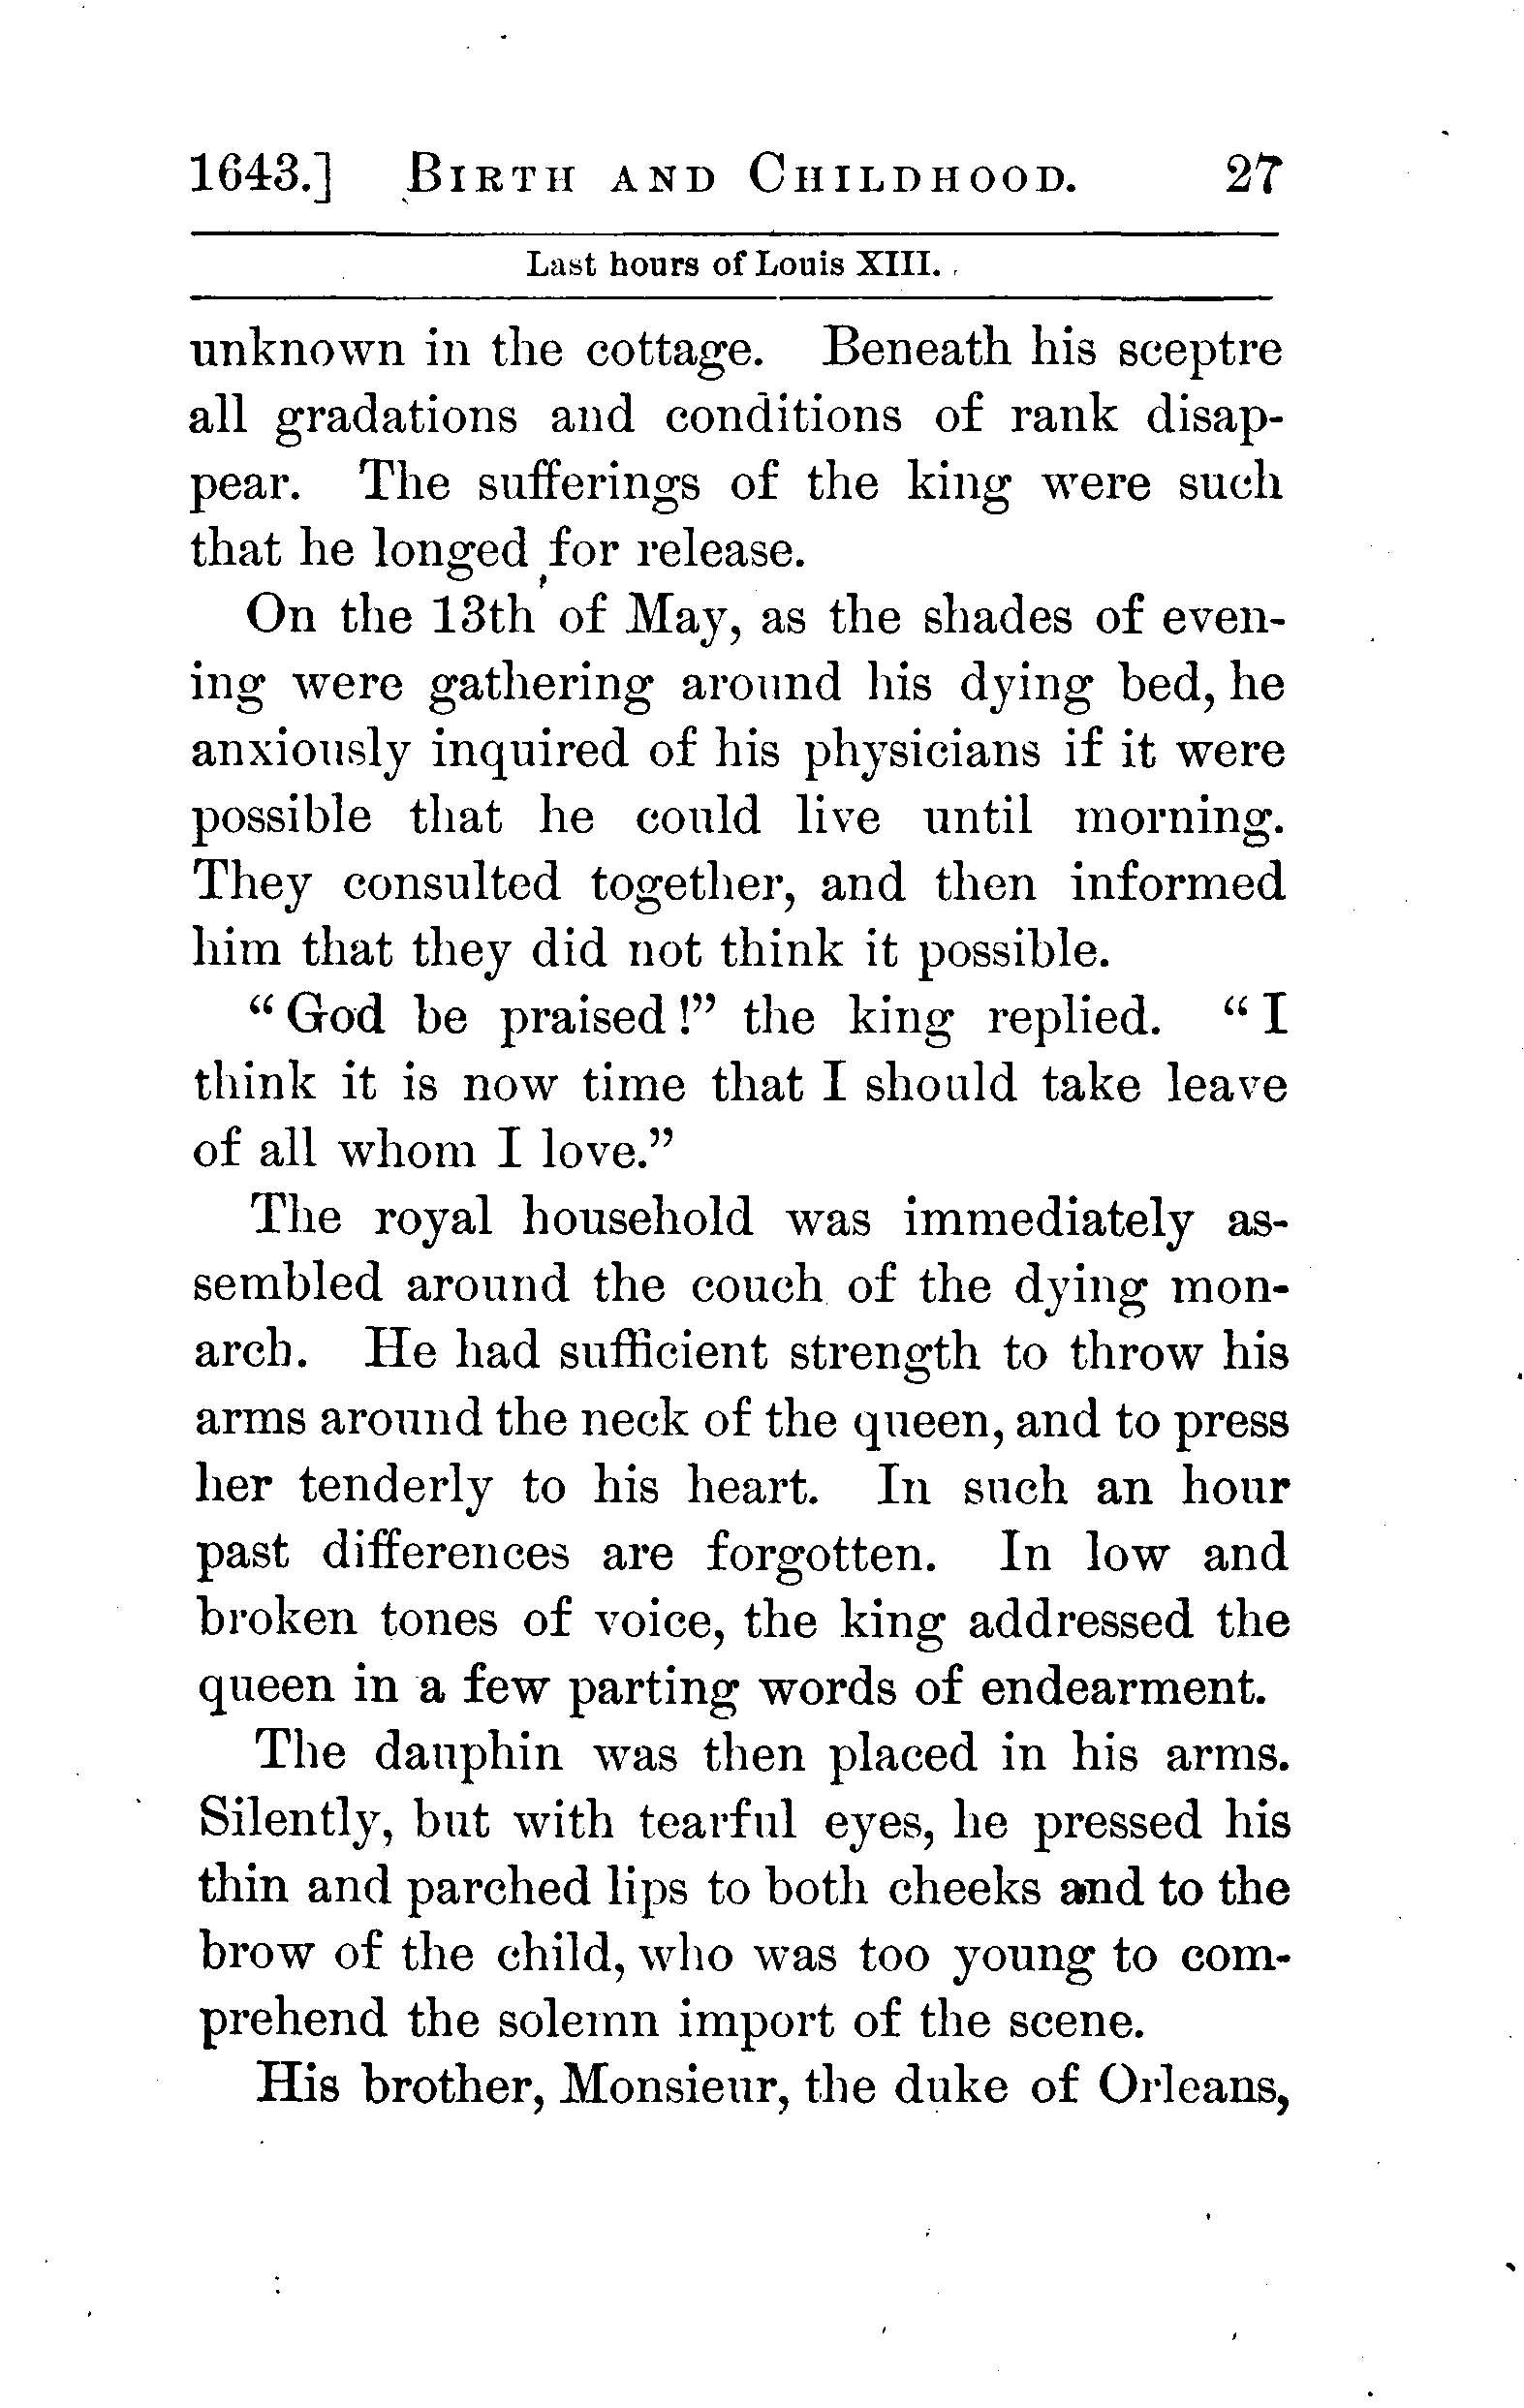 1643.] BIRTH AND CHILDHOOD. 27
Last hours of Louis XIII.
unknown in the cottage. Beneath his sceptre
all gradations and conditions of rank disap-
pear. The sufferings of the king were such
that he longed for release.
On the 13th of May, as the shades of even-
ing were gathering around his dying bed, he
anxiously inquired of his physicians if it were
possible that he could live until morning.
They consulted together, and then informed
him that they did not think it possible.
"God be praised!" the king replied. "I
think it is now time that I should take leave
of all whom I love."
The royal household was immediately as-
sembled around the couch of the dying mon-
arch. He had sufficient strength to throw his
arms around the neck of the queen, and to press
her tenderly to his heart. In such an hour
past differences are forgotten. In low and
broken tones of voice, the king addressed the
queen in a few parting words of endearment.
The dauphin was then placed in his arms.
Silently, but with tearful eyes, he pressed his
thin and parched lips to both cheeks and to the
brow of the child, who was too young to com-
prehend the solemn import of the scene.
His brother, Monsieur, the duke of Orleans,